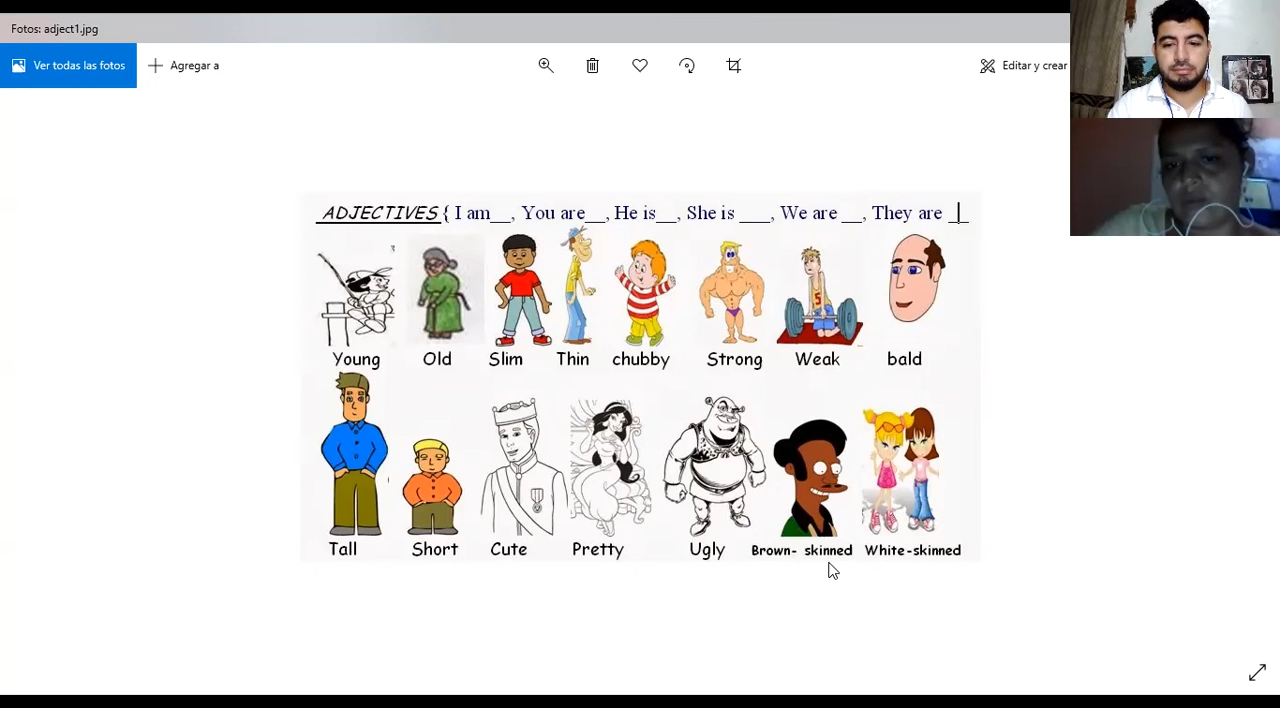 Fotos: adject1.jpg
Ver todas las fotos Agregar a Editar y crear
ADJECTIVES { I am__, You are__, He is__, She is ___, We are __, They are __
5
Young Old Slim Thin chubby Strong Weak bald
Tall Short Cute Pretty Ugly Brown- skinned White-skinned